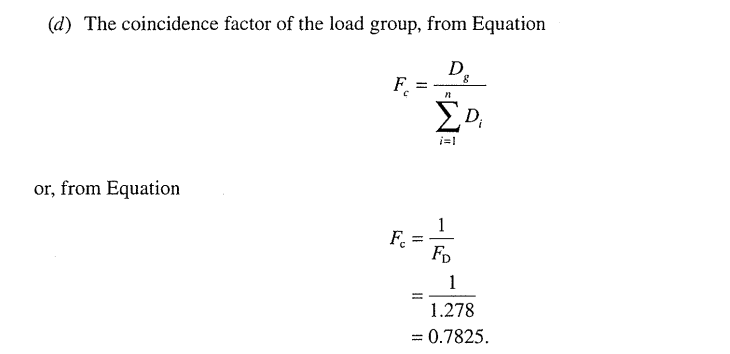 (d) The coincidence factor of the load group, from Equation
F_c = D_g / ∑_{i=1}^{n} D_i
or, from Equation
F_c = 1 / F_D
= 1 / 1.278
= 0.7825.